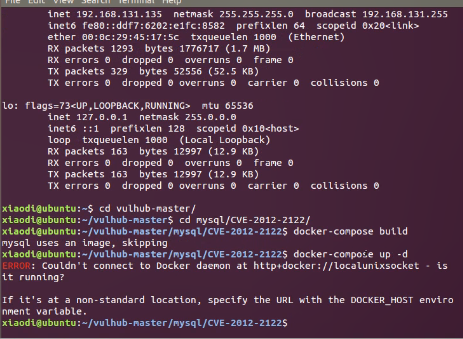 File Edit View Search Terminal Help
inet 192.168.131.135 netmask 255.255.255.0 broadcast 192.168.131.255
inet6 fe80::ddf7:6202:e1fc:8582 prefixlen 64 scopeid 0x20<link>
ether 00:0c:29:45:17:5c txqueuelen 1000 (Ethernet)
RX packets 1293 bytes 1776717 (1.7 MB)
RX errors 0 dropped 0 overruns 0 frame 0
TX packets 329 bytes 52556 (52.5 KB)
TX errors 0 dropped 0 overruns 0 carrier 0 collisions 0
lo: flags=73<UP,LOOPBACK,RUNNING> mtu 65536
inet 127.0.0.1 netmask 255.0.0.0
inet6 ::1 prefixlen 128 scopeid 0x10<host>
loop txqueuelen 1000 (Local Loopback)
RX packets 163 bytes 12997 (12.9 KB)
RX errors 0 dropped 0 overruns 0 frame 0
TX packets 163 bytes 12997 (12.9 KB)
TX errors 0 dropped 0 overruns 0 carrier 0 collisions 0
xiaodi@ubuntu:~$ cd vulhub-master/
xiaodi@ubuntu:~/vulhub-master$ cd mysql/CVE-2012-2122/
xiaodi@ubuntu:~/vulhub-master/mysql/CVE-2012-2122$ docker-compose build
mysql uses an image, skipping
xiaodi@ubuntu:~/vulhub-master/mysql/CVE-2012-2122$ docker-compose up -d
ERROR: Couldn't connect to Docker daemon at http+docker://localunixsocket - is
it running?
If it's at a non-standard location, specify the URL with the DOCKER_HOST enviro
nment variable.
xiaodi@ubuntu:~/vulhub-master/mysql/CVE-2012-2122$